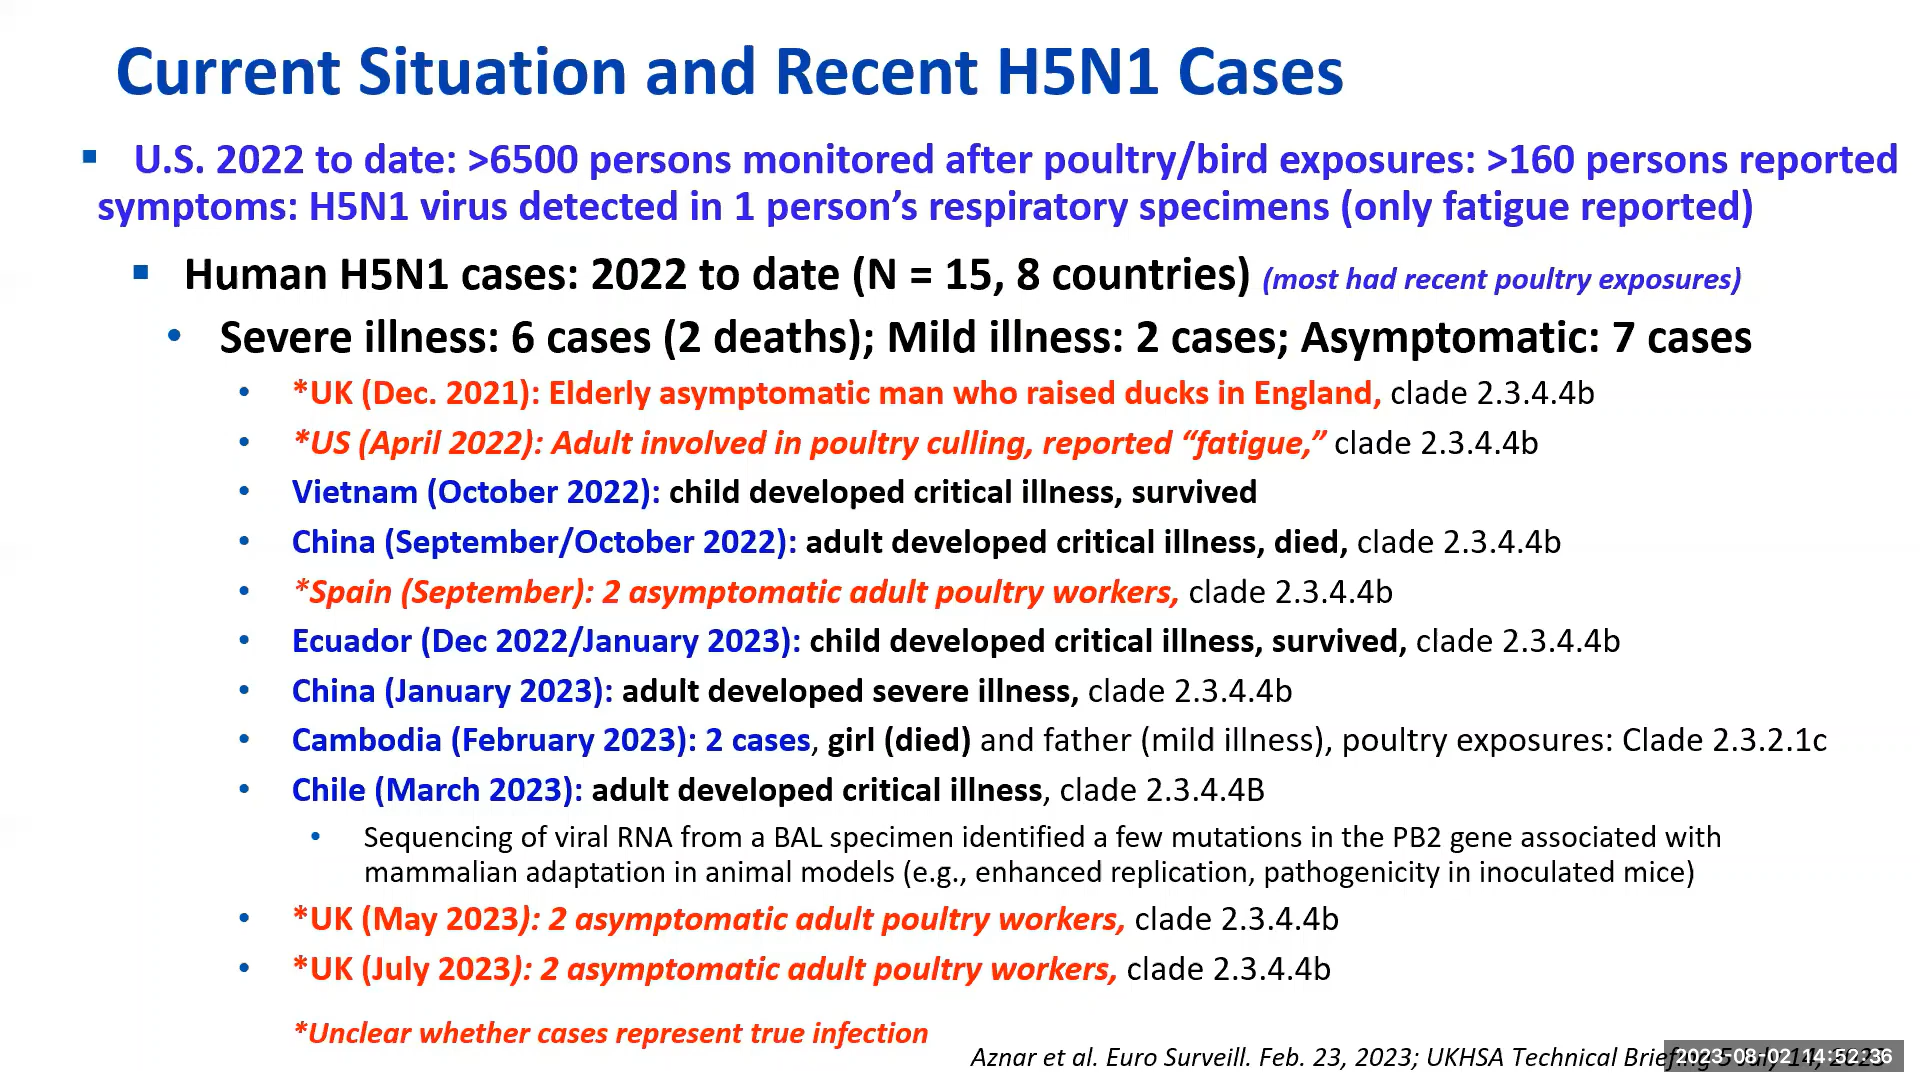 Current Situation and Recent H5N1 Cases
▪ U.S. 2022 to date: >6500 persons monitored after poultry/bird exposures: >160 persons reported
symptoms: H5N1 virus detected in 1 person’s respiratory specimens (only fatigue reported)
▪ Human H5N1 cases: 2022 to date (N = 15, 8 countries) (most had recent poultry exposures)
• Severe illness: 6 cases (2 deaths); Mild illness: 2 cases; Asymptomatic: 7 cases
• *UK (Dec. 2021): Elderly asymptomatic man who raised ducks in England, clade 2.3.4.4b
• *US (April 2022): Adult involved in poultry culling, reported “fatigue,” clade 2.3.4.4b
• Vietnam (October 2022): child developed critical illness, survived
• China (September/October 2022): adult developed critical illness, died, clade 2.3.4.4b
• *Spain (September): 2 asymptomatic adult poultry workers, clade 2.3.4.4b
• Ecuador (Dec 2022/January 2023): child developed critical illness, survived, clade 2.3.4.4b
• China (January 2023): adult developed severe illness, clade 2.3.4.4b
• Cambodia (February 2023): 2 cases, girl (died) and father (mild illness), poultry exposures: Clade 2.3.2.1c
• Chile (March 2023): adult developed critical illness, clade 2.3.4.4B
• Sequencing of viral RNA from a BAL specimen identified a few mutations in the PB2 gene associated with
mammalian adaptation in animal models (e.g., enhanced replication, pathogenicity in inoculated mice)
• *UK (May 2023): 2 asymptomatic adult poultry workers, clade 2.3.4.4b
• *UK (July 2023): 2 asymptomatic adult poultry workers, clade 2.3.4.4b
*Unclear whether cases represent true infection
Aznar et al. Euro Surveill. Feb. 23, 2023; UKHSA Technical Briefing 5 July 14, 2023
2023-08-02 14:52:36